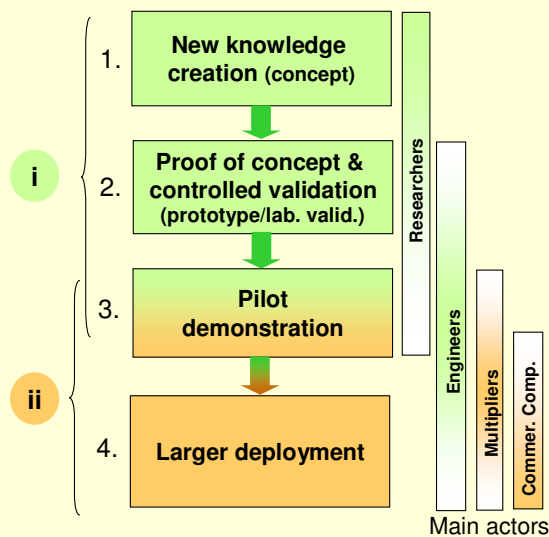 1.
New knowledge
creation (concept)
i
2.
Proof of concept &
controlled validation
(prototype/lab. valid.)
3.
Pilot
demonstration
ii
4.
Larger deployment
Researchers
Engineers
Multipliers
Commer. Comp.
Main actors